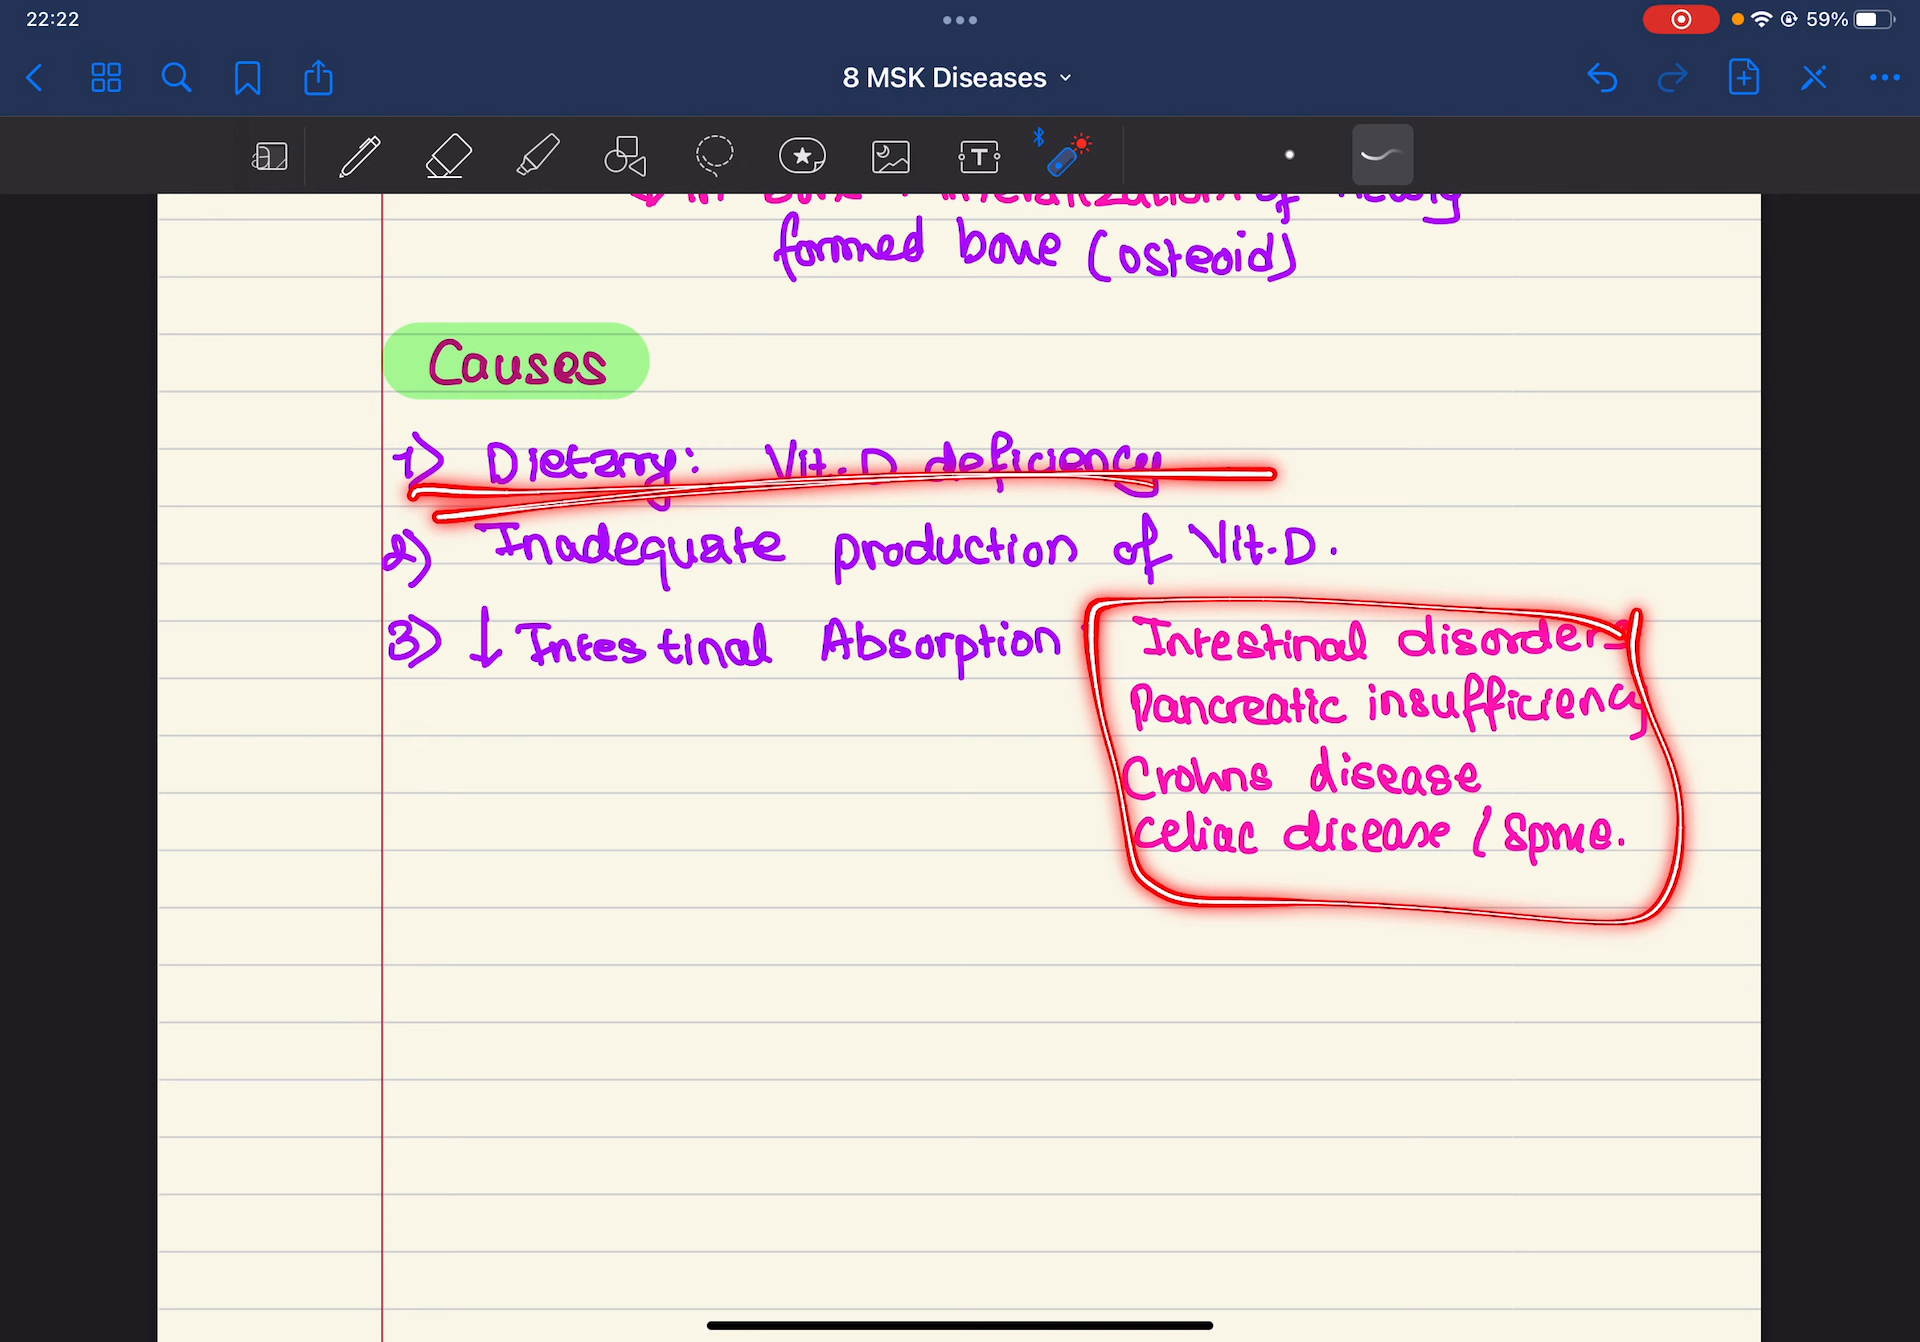 22:22
59%
8 MSK Diseases
formed bone (osteoid)
Causes
1) Dietary: Vit. D deficiency
2) Inadequate production of Vit. D.
3) ↓ Intestinal Absorption Intestinal disorders
Pancreatic insufficiency
Crohns disease
Celiac disease / Sprue.